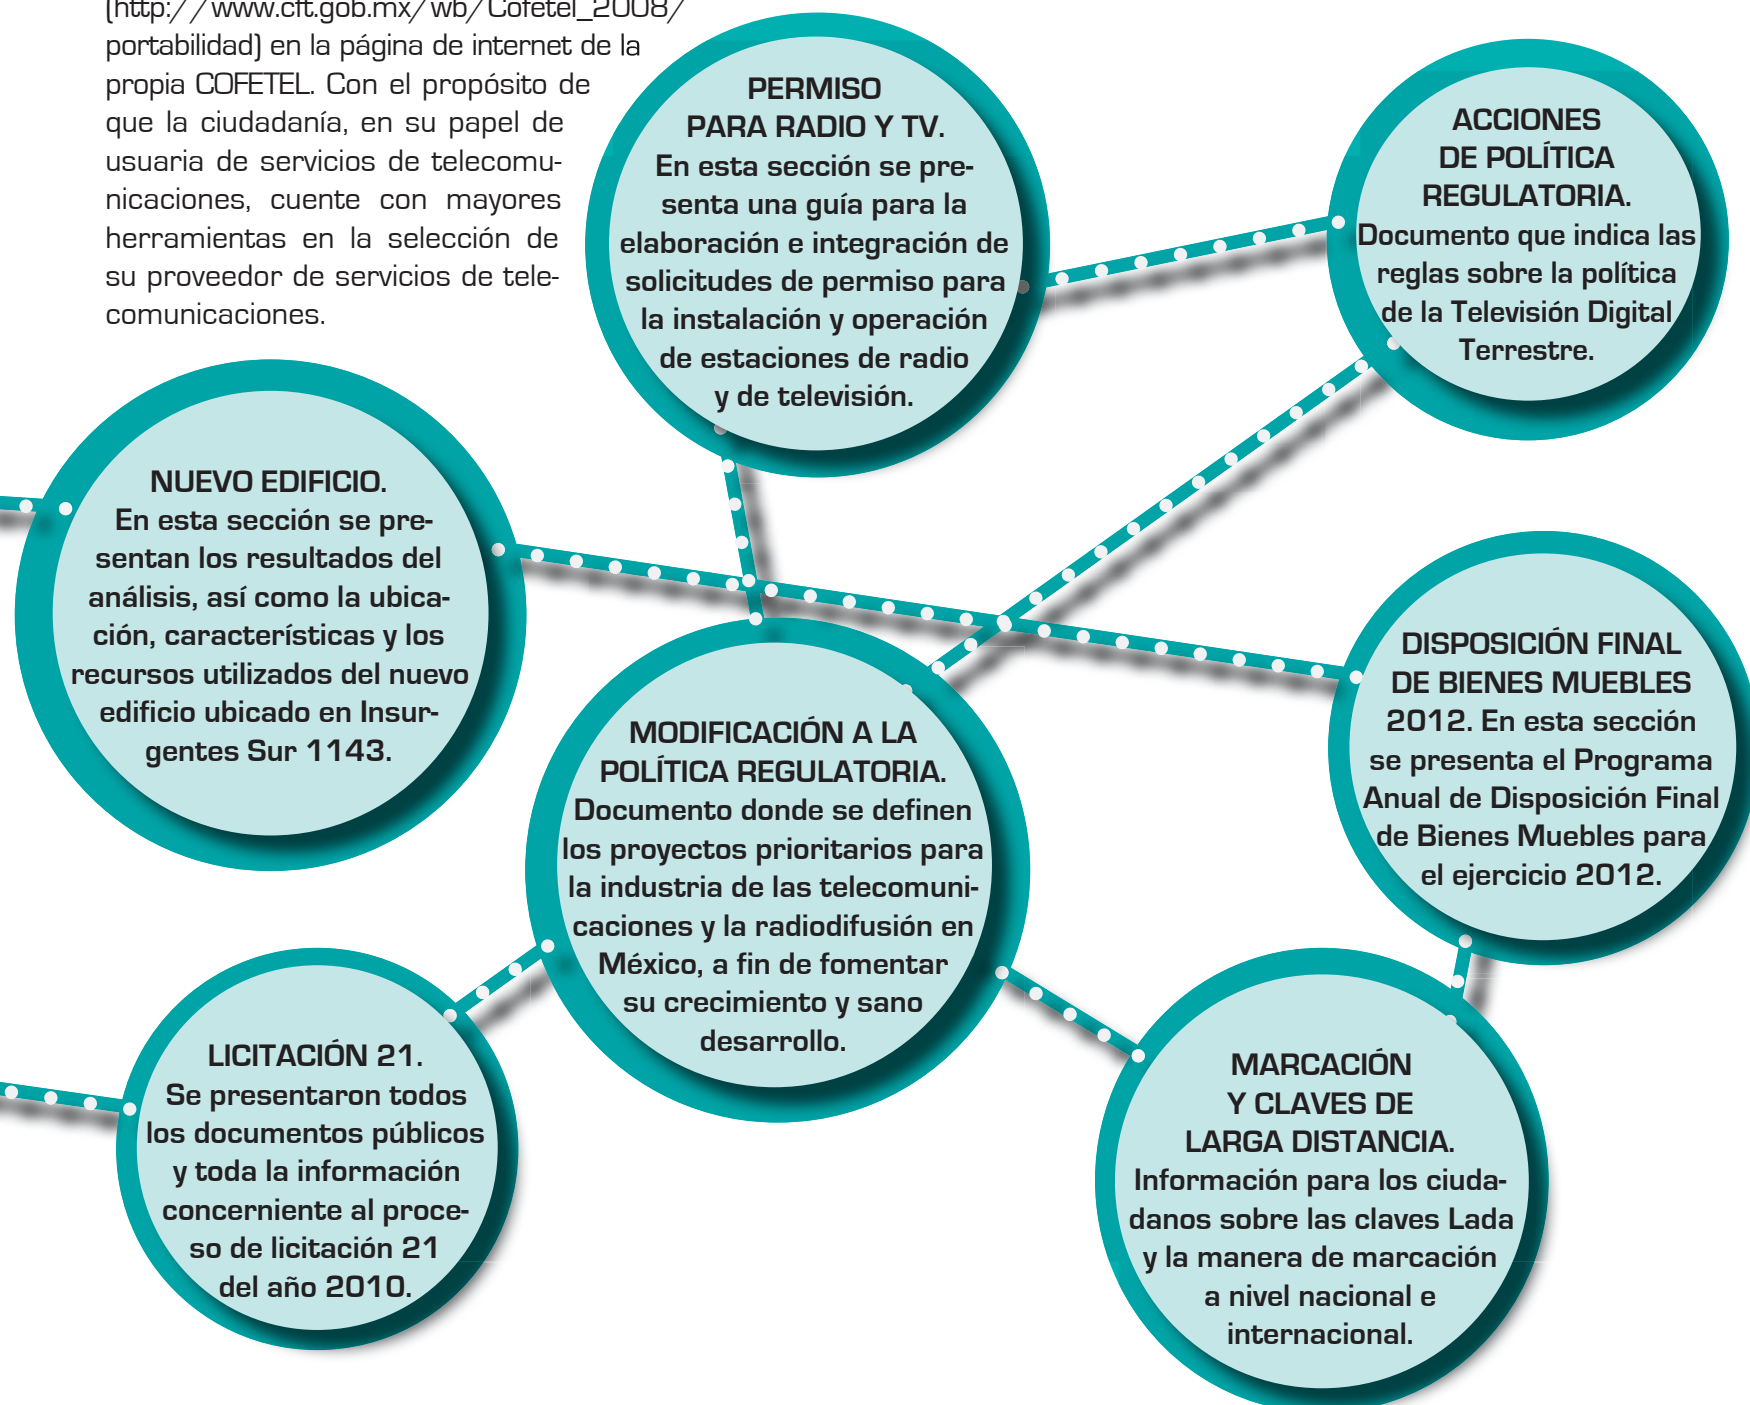 (http://www.cft.gob.mx/wb/Cofetel_2008/
portabilidad) en la página de internet de la
propia COFETEL. Con el propósito de
que la ciudadanía, en su papel de
usuaria de servicios de telecomu-
nicaciones, cuente con mayores
herramientas en la selección de
su proveedor de servicios de tele-
comunicaciones.
PERMISO
PARA RADIO Y TV.
En esta sección se pre-
senta una guía para la
elaboración e integración de
solicitudes de permiso para
la instalación y operación
de estaciones de radio
y de televisión.
ACCIONES
DE POLÍTICA
REGULATORIA.
Documento que indica las
reglas sobre la política
de la Televisión Digital
Terrestre.
NUEVO EDIFICIO.
En esta sección se pre-
sentan los resultados del
análisis, así como la ubica-
ción, características y los
recursos utilizados del nuevo
edificio ubicado en Insur-
gentes Sur 1143.
MODIFICACIÓN A LA
POLÍTICA REGULATORIA.
Documento donde se definen
los proyectos prioritarios para
la industria de las telecomuni-
caciones y la radiodifusión en
México, a fin de fomentar
su crecimiento y sano
desarrollo.
DISPOSICIÓN FINAL
DE BIENES MUEBLES
2012. En esta sección
se presenta el Programa
Anual de Disposición Final
de Bienes Muebles para
el ejercicio 2012.
LICITACIÓN 21.
Se presentaron todos
los documentos públicos
y toda la información
concerniente al proce-
so de licitación 21
del año 2010.
MARCACIÓN
Y CLAVES DE
LARGA DISTANCIA.
Información para los ciuda-
danos sobre las claves Lada
y la manera de marcación
a nivel nacional e
internacional.